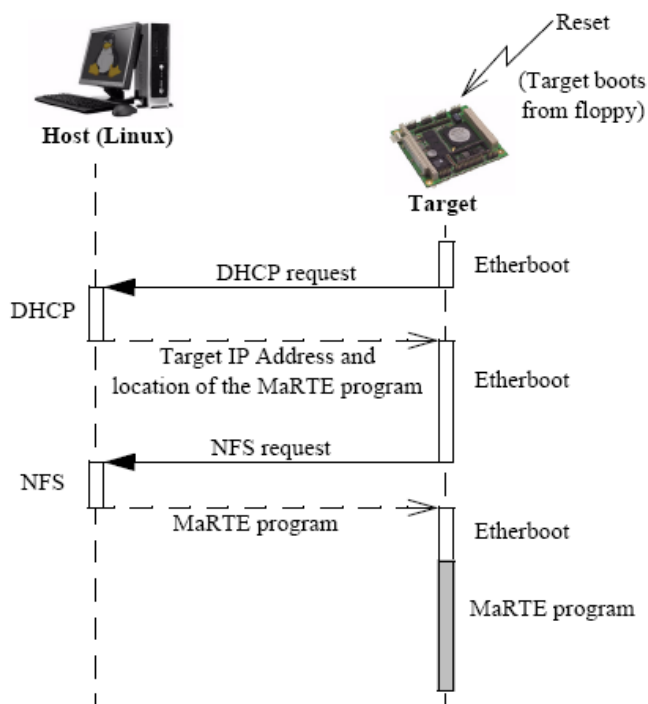 Reset
(Target boots
from floppy)
Host (Linux)
Target
DHCP request
Etherboot
DHCP
Target IP Address and
location of the MaRTE program
Etherboot
NFS request
NFS
MaRTE program
Etherboot
MaRTE program